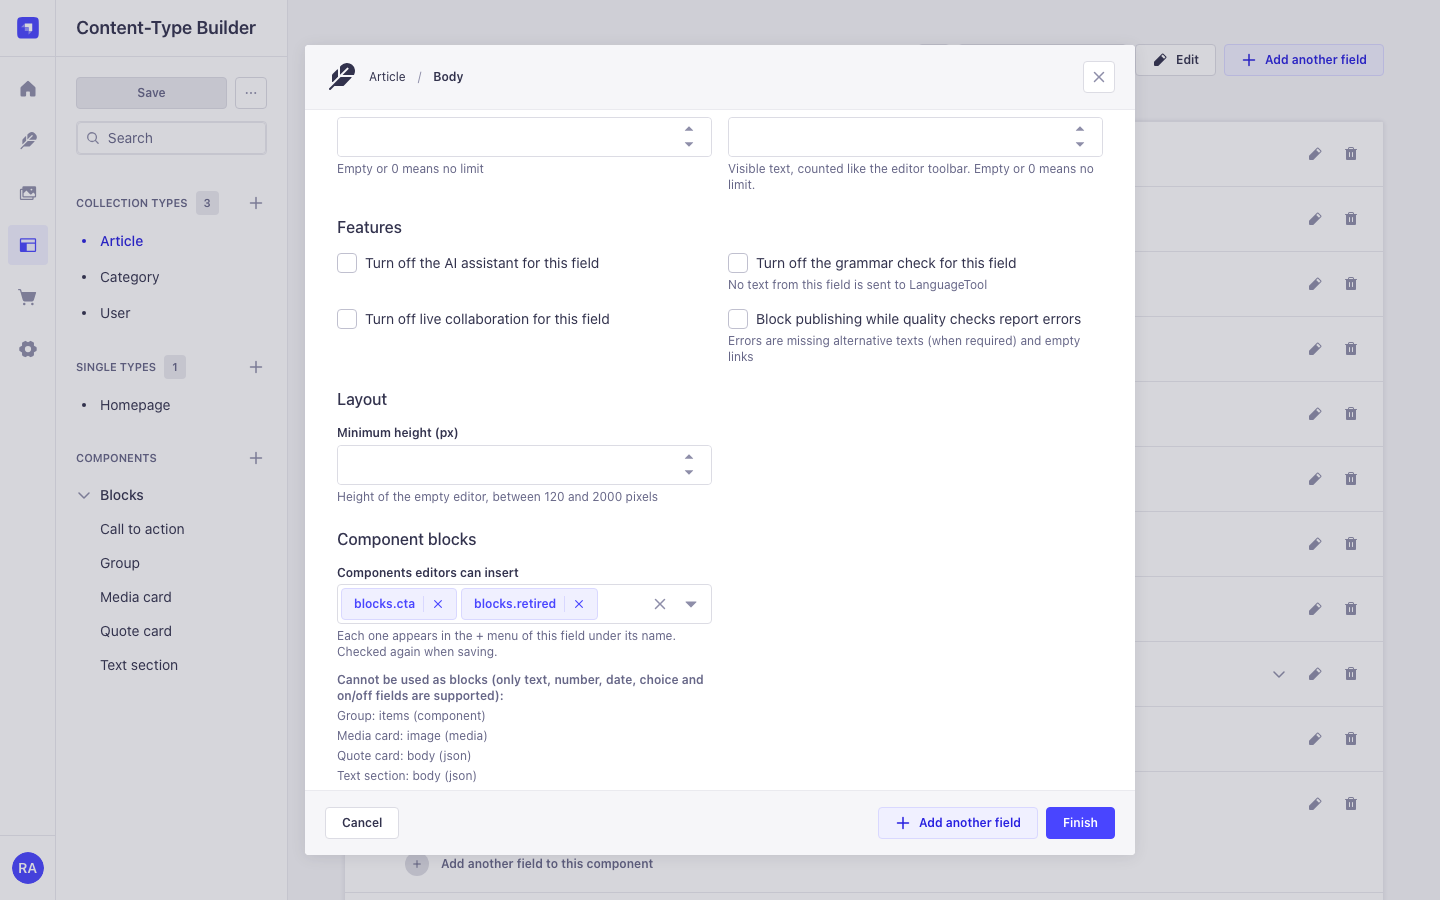 Content-Type Builder
Save
Search
COLLECTION TYPES 3
Article
Category
User
SINGLE TYPES 1
Homepage
COMPONENTS
Blocks
Call to action
Group
Media card
Quote card
Text section
RA
Edit
Add another field
Article / Body
Empty or 0 means no limit
Visible text, counted like the editor toolbar. Empty or 0 means no
limit.
Features
Turn off the AI assistant for this field
Turn off the grammar check for this field
No text from this field is sent to LanguageTool
Turn off live collaboration for this field
Block publishing while quality checks report errors
Errors are missing alternative texts (when required) and empty
links
Layout
Minimum height (px)
Height of the empty editor, between 120 and 2000 pixels
Component blocks
Components editors can insert
blocks.cta
blocks.retired
Each one appears in the + menu of this field under its name.
Checked again when saving.
Cannot be used as blocks (only text, number, date, choice and
on/off fields are supported):
Group: items (component)
Media card: image (media)
Quote card: body (json)
Text section: body (json)
Cancel
Add another field
Finish
Add another field to this component